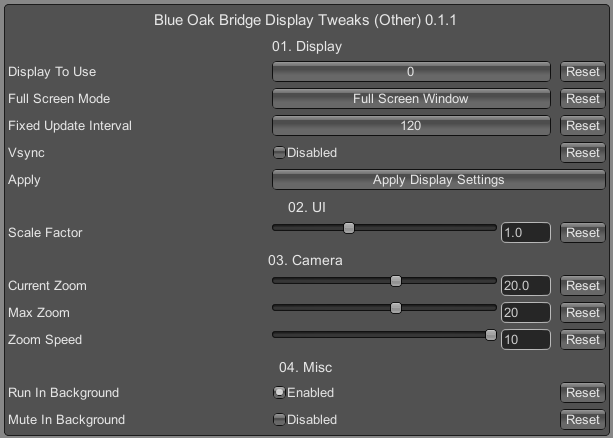 Blue Oak Bridge Display Tweaks (Other) 0.1.1
01. Display
Display To Use 0 Reset
Full Screen Mode Full Screen Window Reset
Fixed Update Interval 120 Reset
Vsync Disabled Reset
Apply Apply Display Settings
02. UI
Scale Factor 1.0 Reset
03. Camera
Current Zoom 20.0 Reset
Max Zoom 20 Reset
Zoom Speed 10 Reset
04. Misc
Run In Background Enabled Reset
Mute In Background Disabled Reset